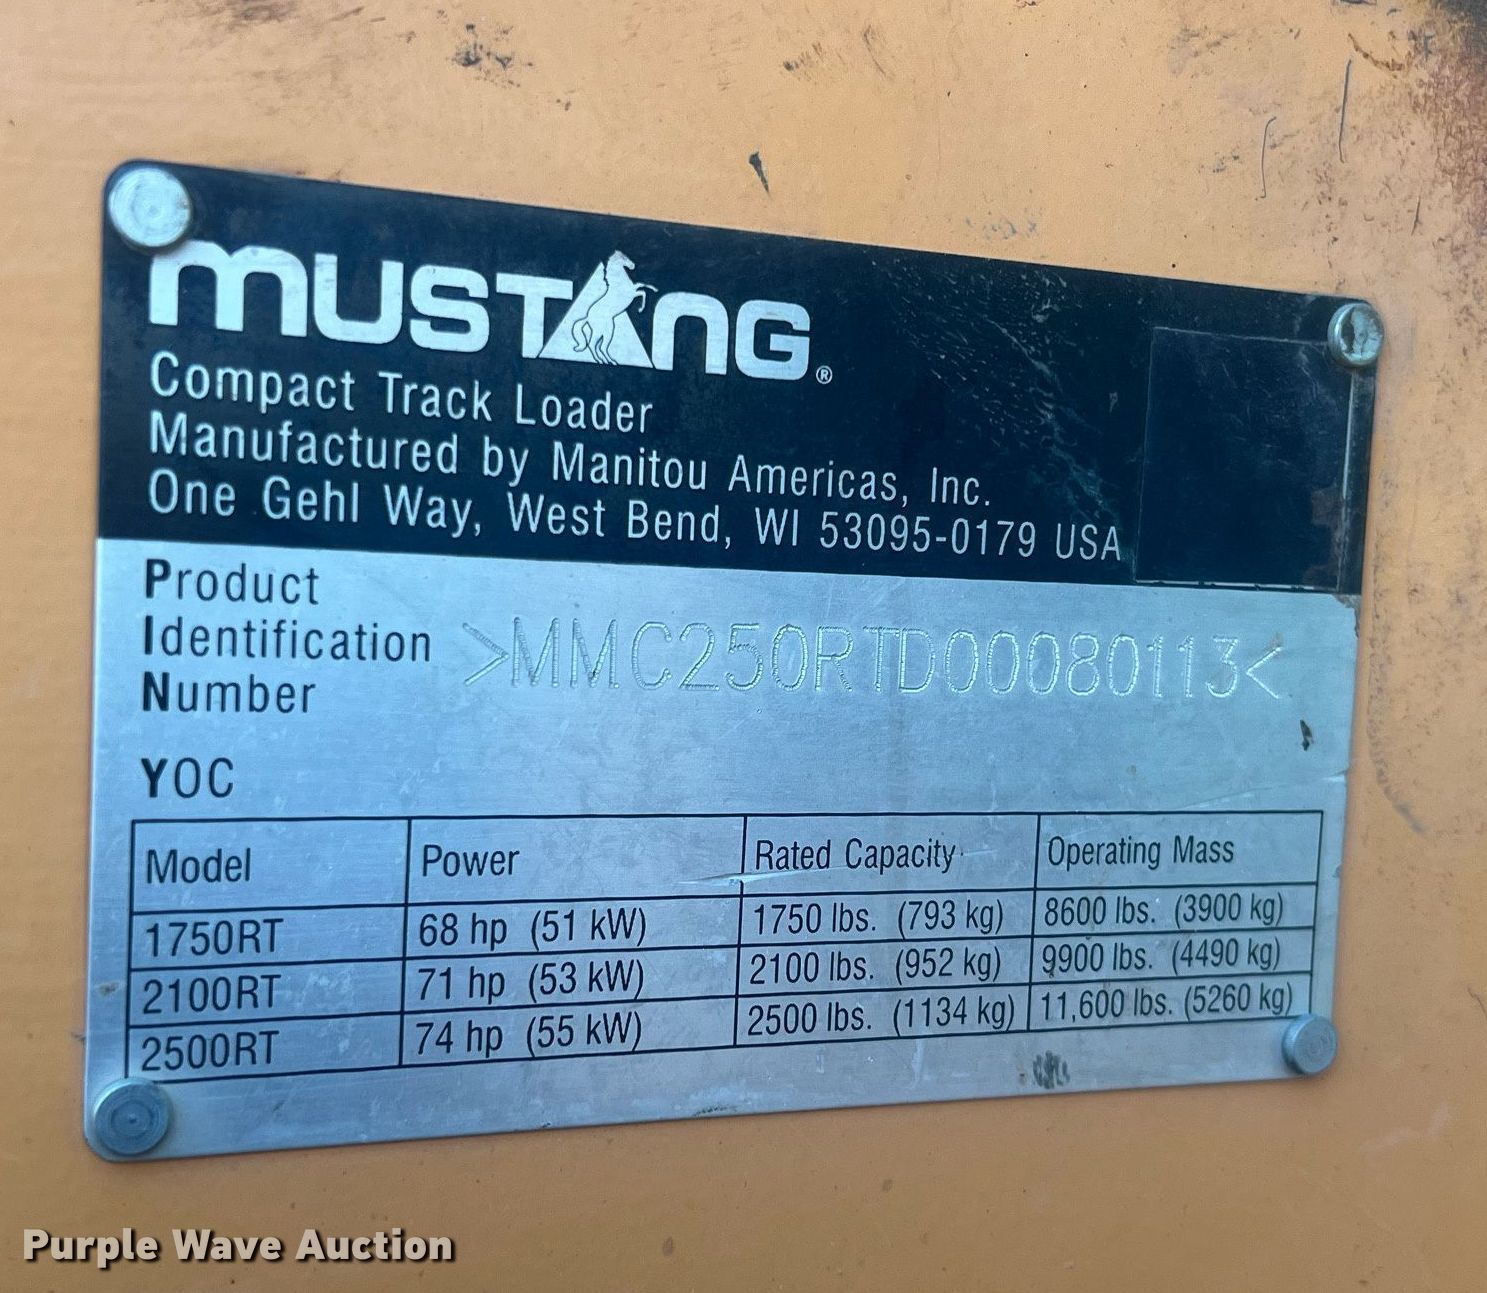 MUSTANG®
Compact Track Loader
Manufactured by Manitou Americas, Inc.
One Gehl Way, West Bend, WI 53095-0179 USA
Product
Identification >MMC250RTD00080113<
Number
YOC
Model Power Rated Capacity Operating Mass
1750RT 68 hp (51 kW) 1750 lbs. (793 kg) 8600 lbs. (3900 kg)
2100RT 71 hp (53 kW) 2100 lbs. (952 kg) 9900 lbs. (4490 kg)
2500RT 74 hp (55 kW) 2500 lbs. (1134 kg) 11,600 lbs. (5260 kg)
Purple Wave Auction